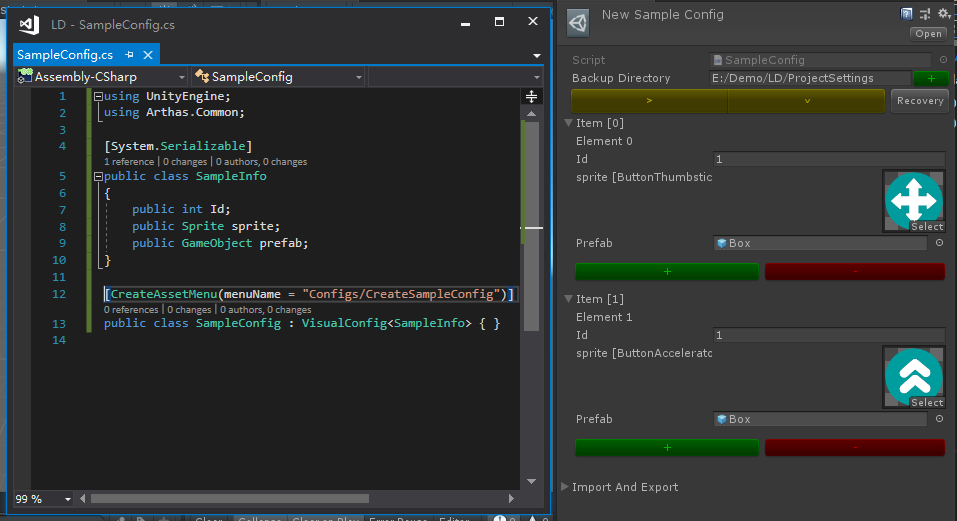 LD - SampleConfig.cs
SampleConfig.cs
Assembly-CSharp
SampleConfig
1 using UnityEngine;
2 using Arthas.Common;
3
4 [System.Serializable]
1 reference | 0 changes | 0 authors, 0 changes
5 public class SampleInfo
6 {
7 public int Id;
8 public Sprite sprite;
9 public GameObject prefab;
10 }
11
12 [CreateAssetMenu(menuName = "Configs/CreateSampleConfig")]
0 references | 0 changes | 0 authors, 0 changes
13 public class SampleConfig : VisualConfig<SampleInfo> { }
14
99 %
New Sample Config
Open
Script SampleConfig
Backup Directory E:/Demo/LD/ProjectSettings +
> v Recovery
Item [0]
Element 0
Id 1
sprite [ButtonThumbstic
Select
Prefab Box
+ -
Item [1]
Element 1
Id 1
sprite [ButtonAccelerato
Select
Prefab Box
+ -
Import And Export